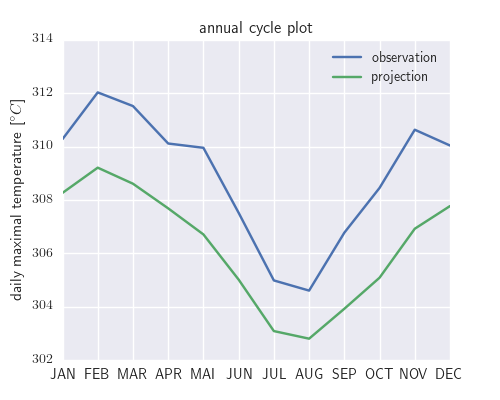 annual cycle plot
314
312
310
308
306
304
302
daily maximal temperature [°C]
observation
projection
JAN FEB MAR APR MAI JUN JUL AUG SEP OCT NOV DEC